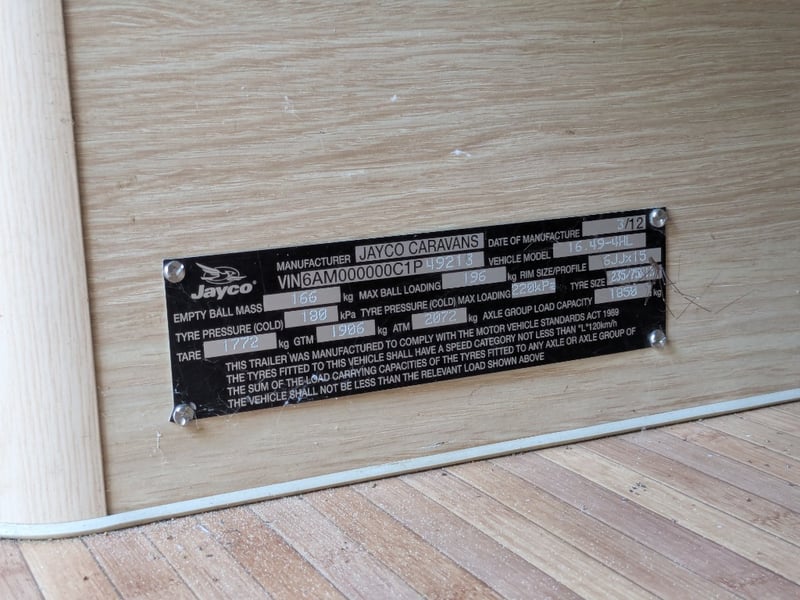 Jayco
MANUFACTURER JAYCO CARAVANS DATE OF MANUFACTURE 3/12
VIN 6AM000000C1P49213 VEHICLE MODEL 16.49-4HL
EMPTY BALL MASS 166 kg MAX BALL LOADING 196 kg RIM SIZE/PROFILE 6JJx15
TYRE PRESSURE (COLD) 180 kPa TYRE PRESSURE (COLD) MAX LOADING 220kPa TYRE SIZE
TARE 1772 kg GTM 1906 kg ATM 2072 kg AXLE GROUP LOAD CAPACITY 1850
THIS TRAILER WAS MANUFACTURED TO COMPLY WITH THE MOTOR VEHICLE STANDARDS ACT 1989
THE TYRES FITTED TO THIS VEHICLE SHALL HAVE A SPEED CATEGORY NOT LESS THAN "L"120km/h
THE SUM OF THE LOAD CARRYING CAPACITIES OF THE TYRES FITTED TO ANY AXLE OR AXLE GROUP OF
THE VEHICLE SHALL NOT BE LESS THAN THE RELEVANT LOAD SHOWN ABOVE